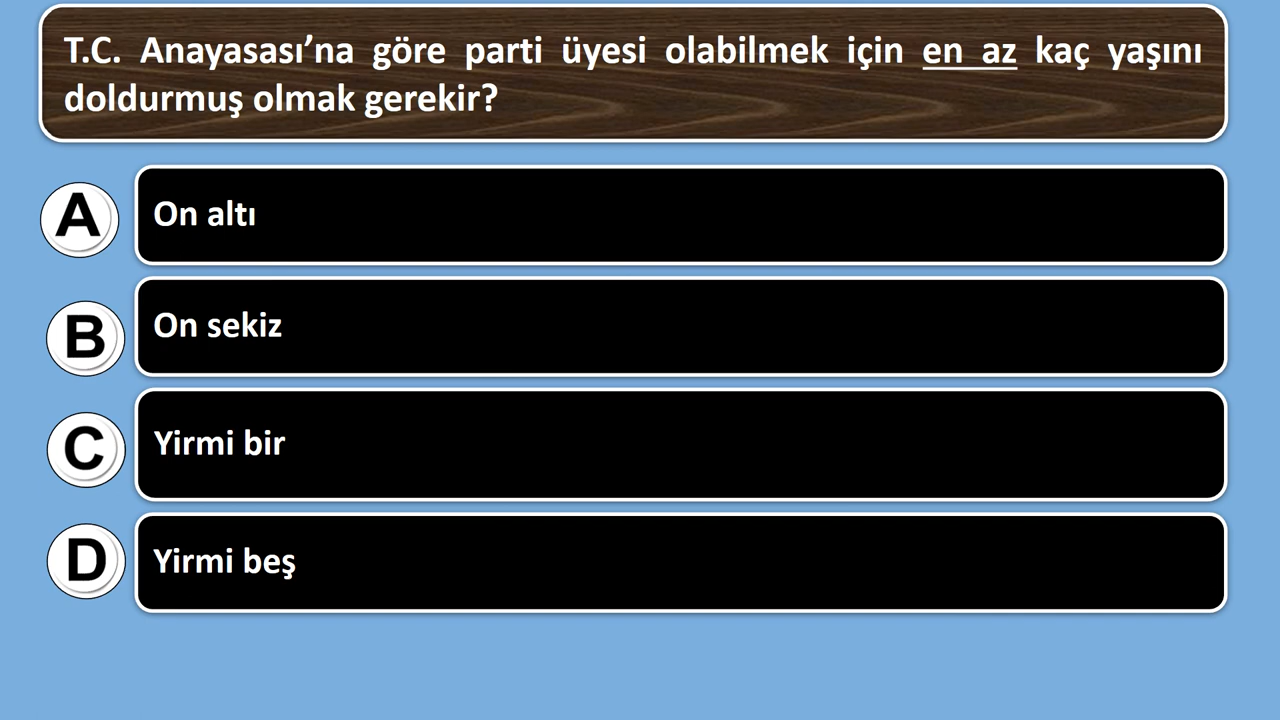 T.C. Anayasası’na göre parti üyesi olabilmek için en az kaç yaşını
doldurmuş olmak gerekir?
A On altı
B On sekiz
C Yirmi bir
D Yirmi beş